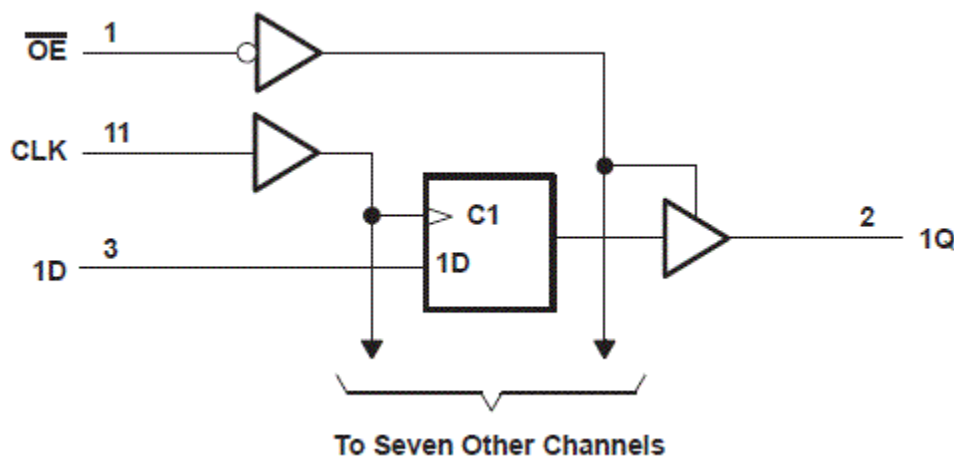 OE 1
CLK 11
C1
1D 3 1D
2 1Q
To Seven Other Channels